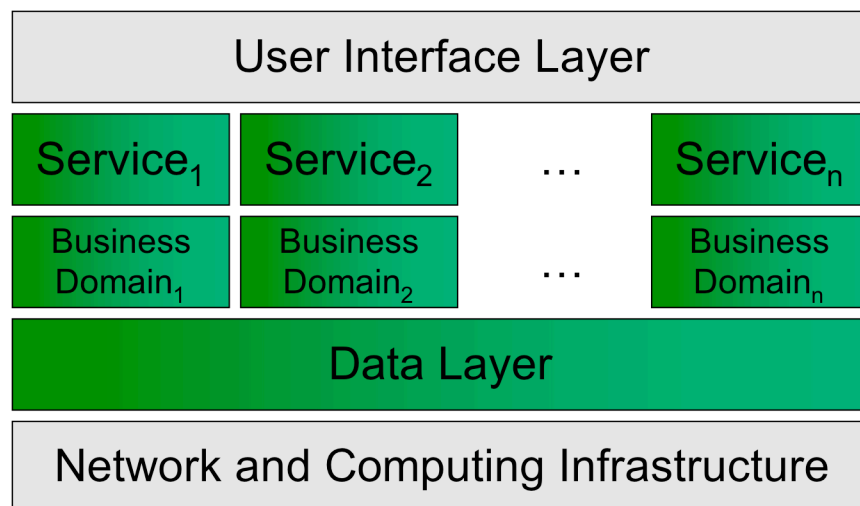 User Interface Layer
Service₁ Service₂ … Serviceₙ
Business Business Business
Domain₁ Domain₂ … Domainₙ
Data Layer
Network and Computing Infrastructure